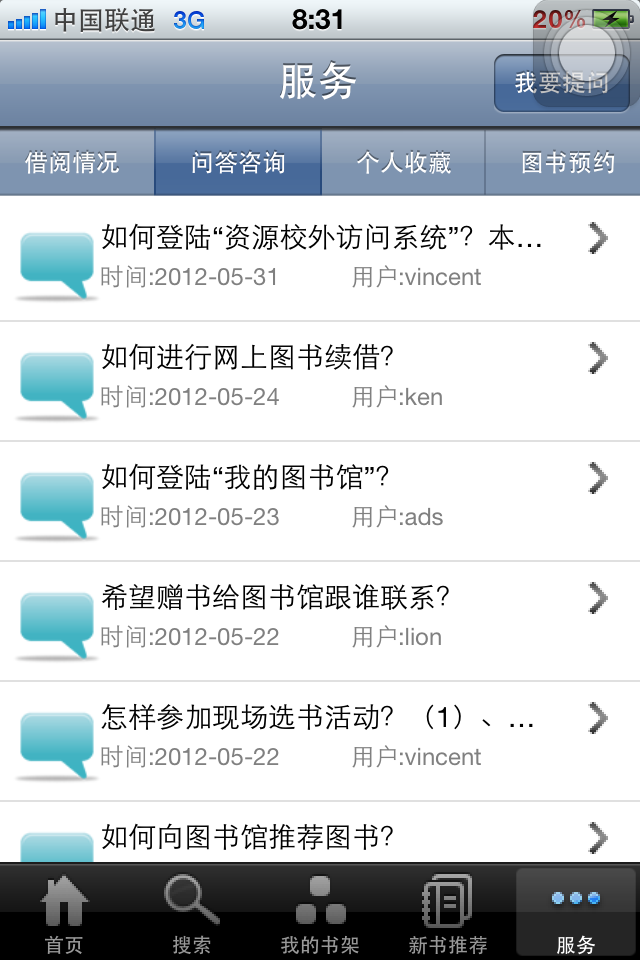 中国联通 3G 8:31 20%
服务 我要提问
借阅情况 问答咨询 个人收藏 图书预约
如何登陆“资源校外访问系统”？本...
时间:2012-05-31 用户:vincent
如何进行网上图书续借？
时间:2012-05-24 用户:ken
如何登陆“我的图书馆”？
时间:2012-05-23 用户:ads
希望赠书给图书馆跟谁联系？
时间:2012-05-22 用户:lion
怎样参加现场选书活动？（1）、...
时间:2012-05-22 用户:vincent
如何向图书馆推荐图书？
首页 搜索 我的书架 新书推荐 服务